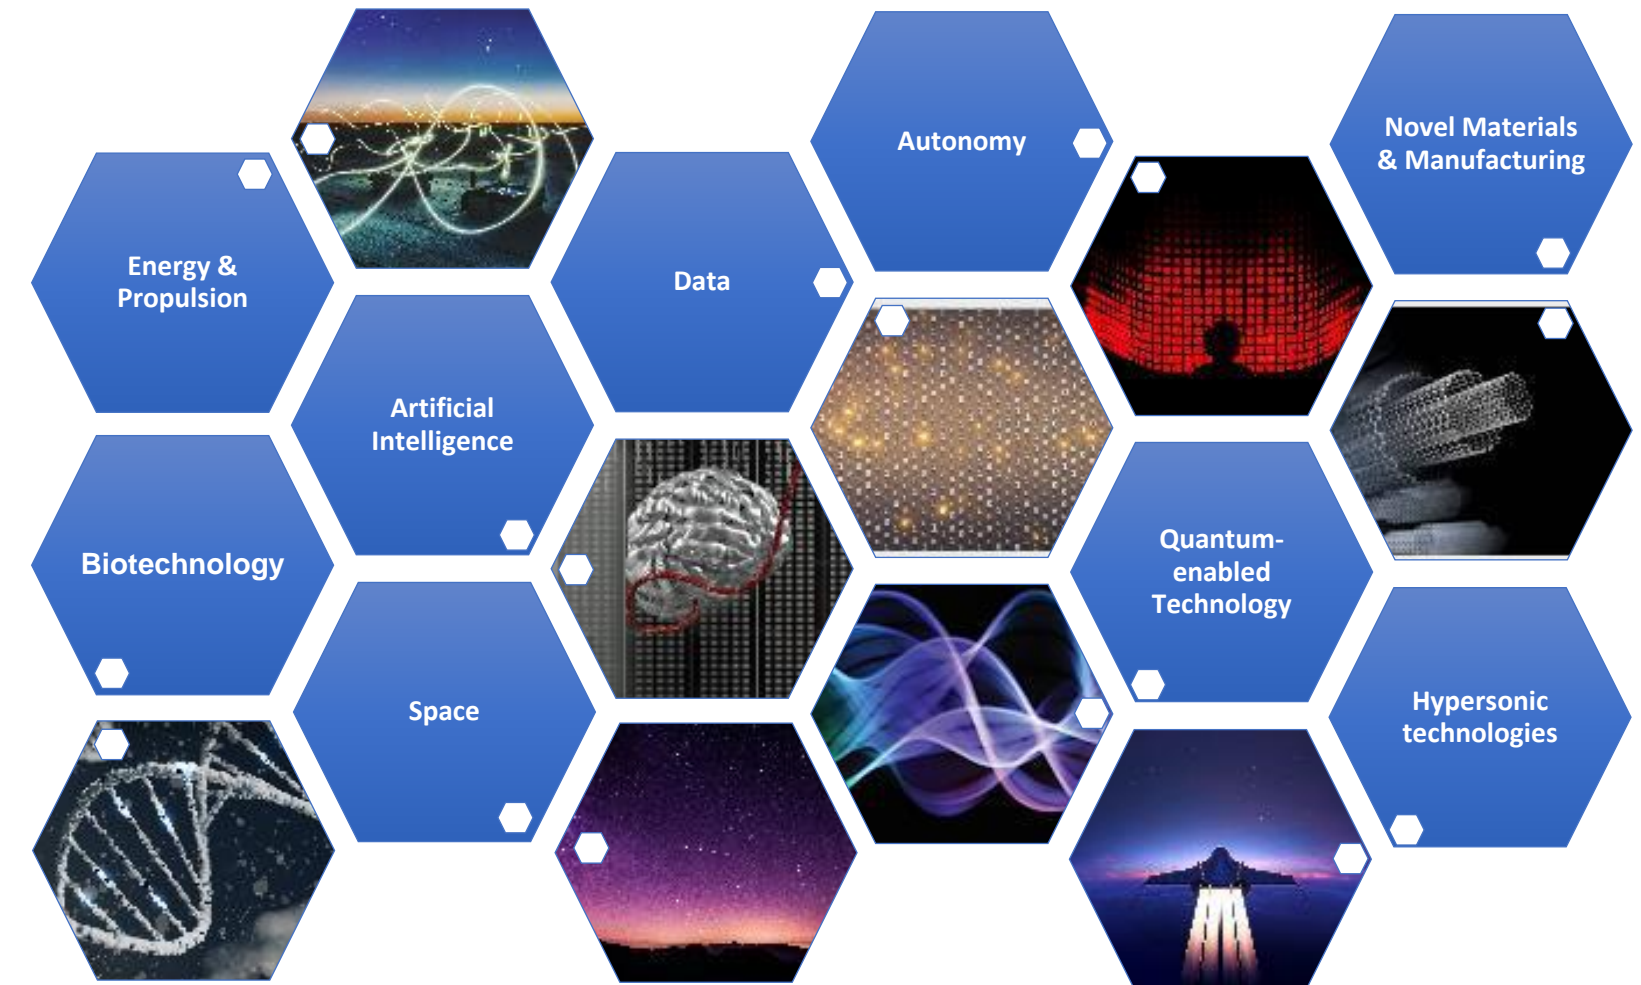 Autonomy
Novel Materials
& Manufacturing
Energy &
Propulsion
Data
Artificial
Intelligence
Biotechnology
Quantum-
enabled
Technology
Space
Hypersonic
technologies